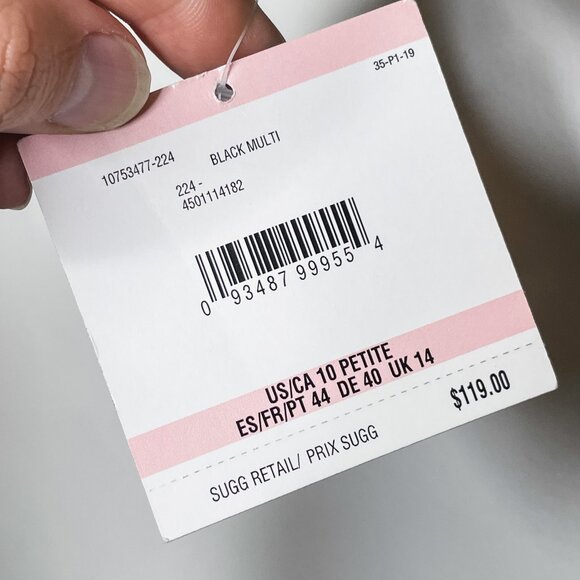 35-P1-19
10753477-224 BLACK MULTI
224 -
4501114182
0 93487 99955 4
US/CA 10 PETITE
ES/FR/PT 44 DE 40 UK 14
$119.00
SUGG RETAIL/ PRIX SUGG